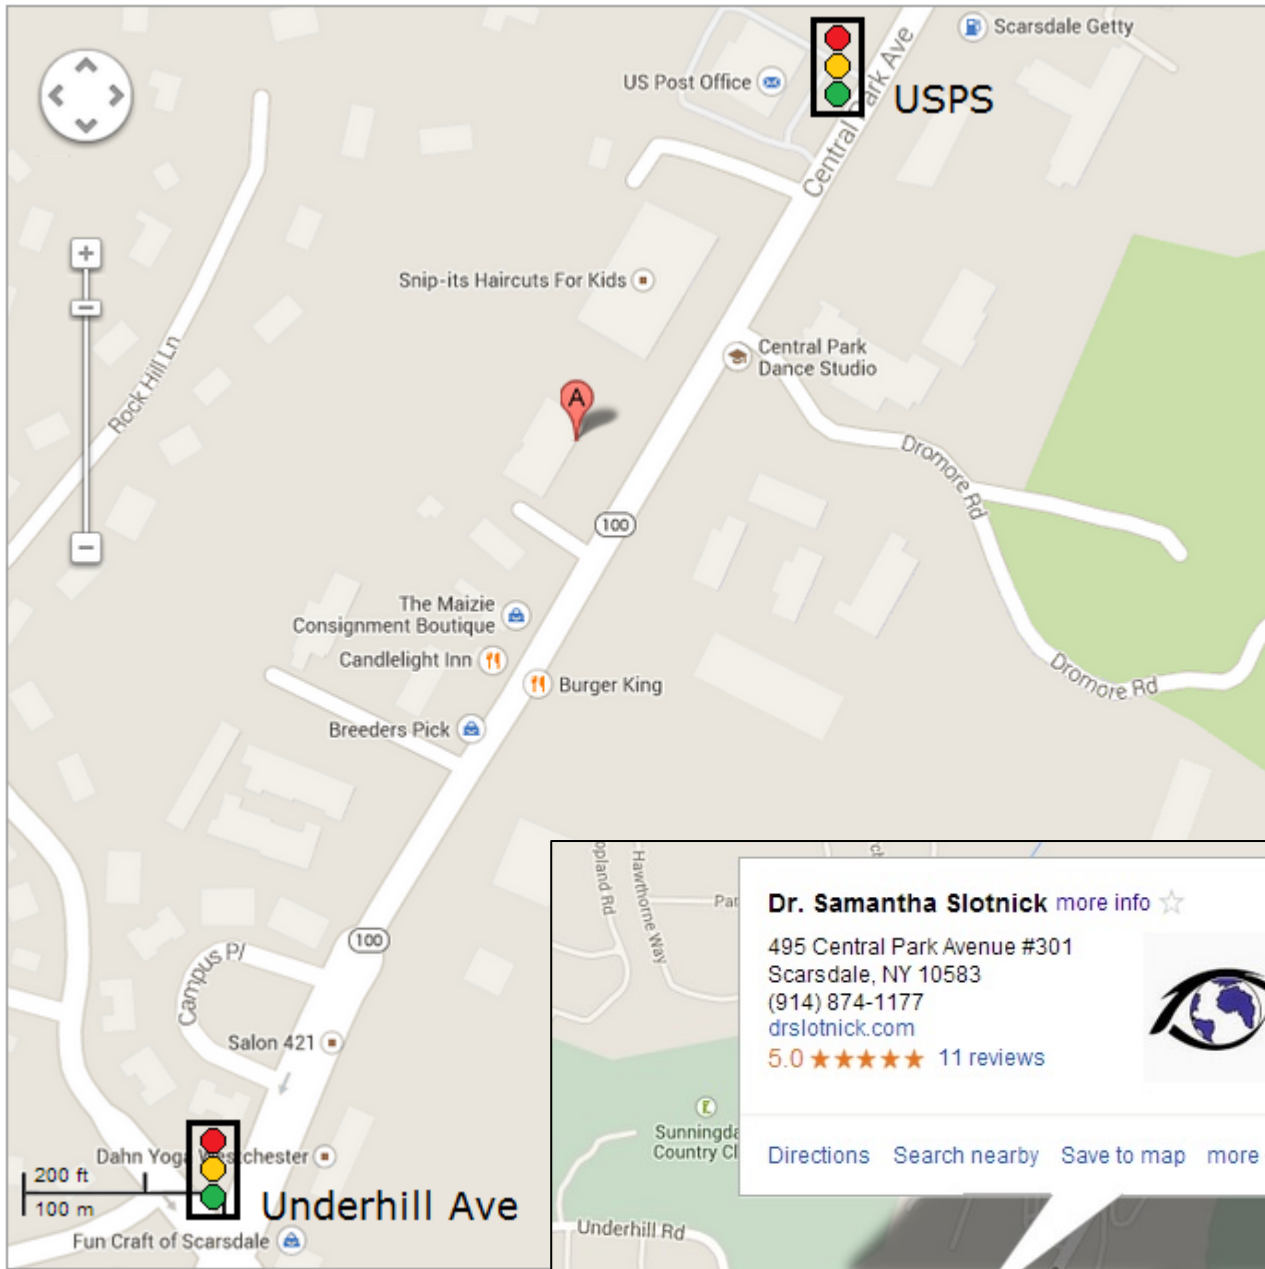 Scarsdale Getty
US Post Office
USPS
Central Park Ave
Snip-its Haircuts For Kids
Central Park
Dance Studio
Rock Hill Ln
A
Dromore Rd
100
The Maizie
Consignment Boutique
Candlelight Inn
Burger King
Dromore Rd
Breeders Pick
100
Campus Pl
Salon 421
Dahn Yoga Westchester
200 ft
100 m
Underhill Ave
Fun Craft of Scarsdale
Hawthorne Way
Dr. Samantha Slotnick more info
495 Central Park Avenue #301
Scarsdale, NY 10583
(914) 874-1177
drslotnick.com
5.0 ★★★★★ 11 reviews
Directions Search nearby Save to map more
Sunningda
Country Cl
Underhill Rd